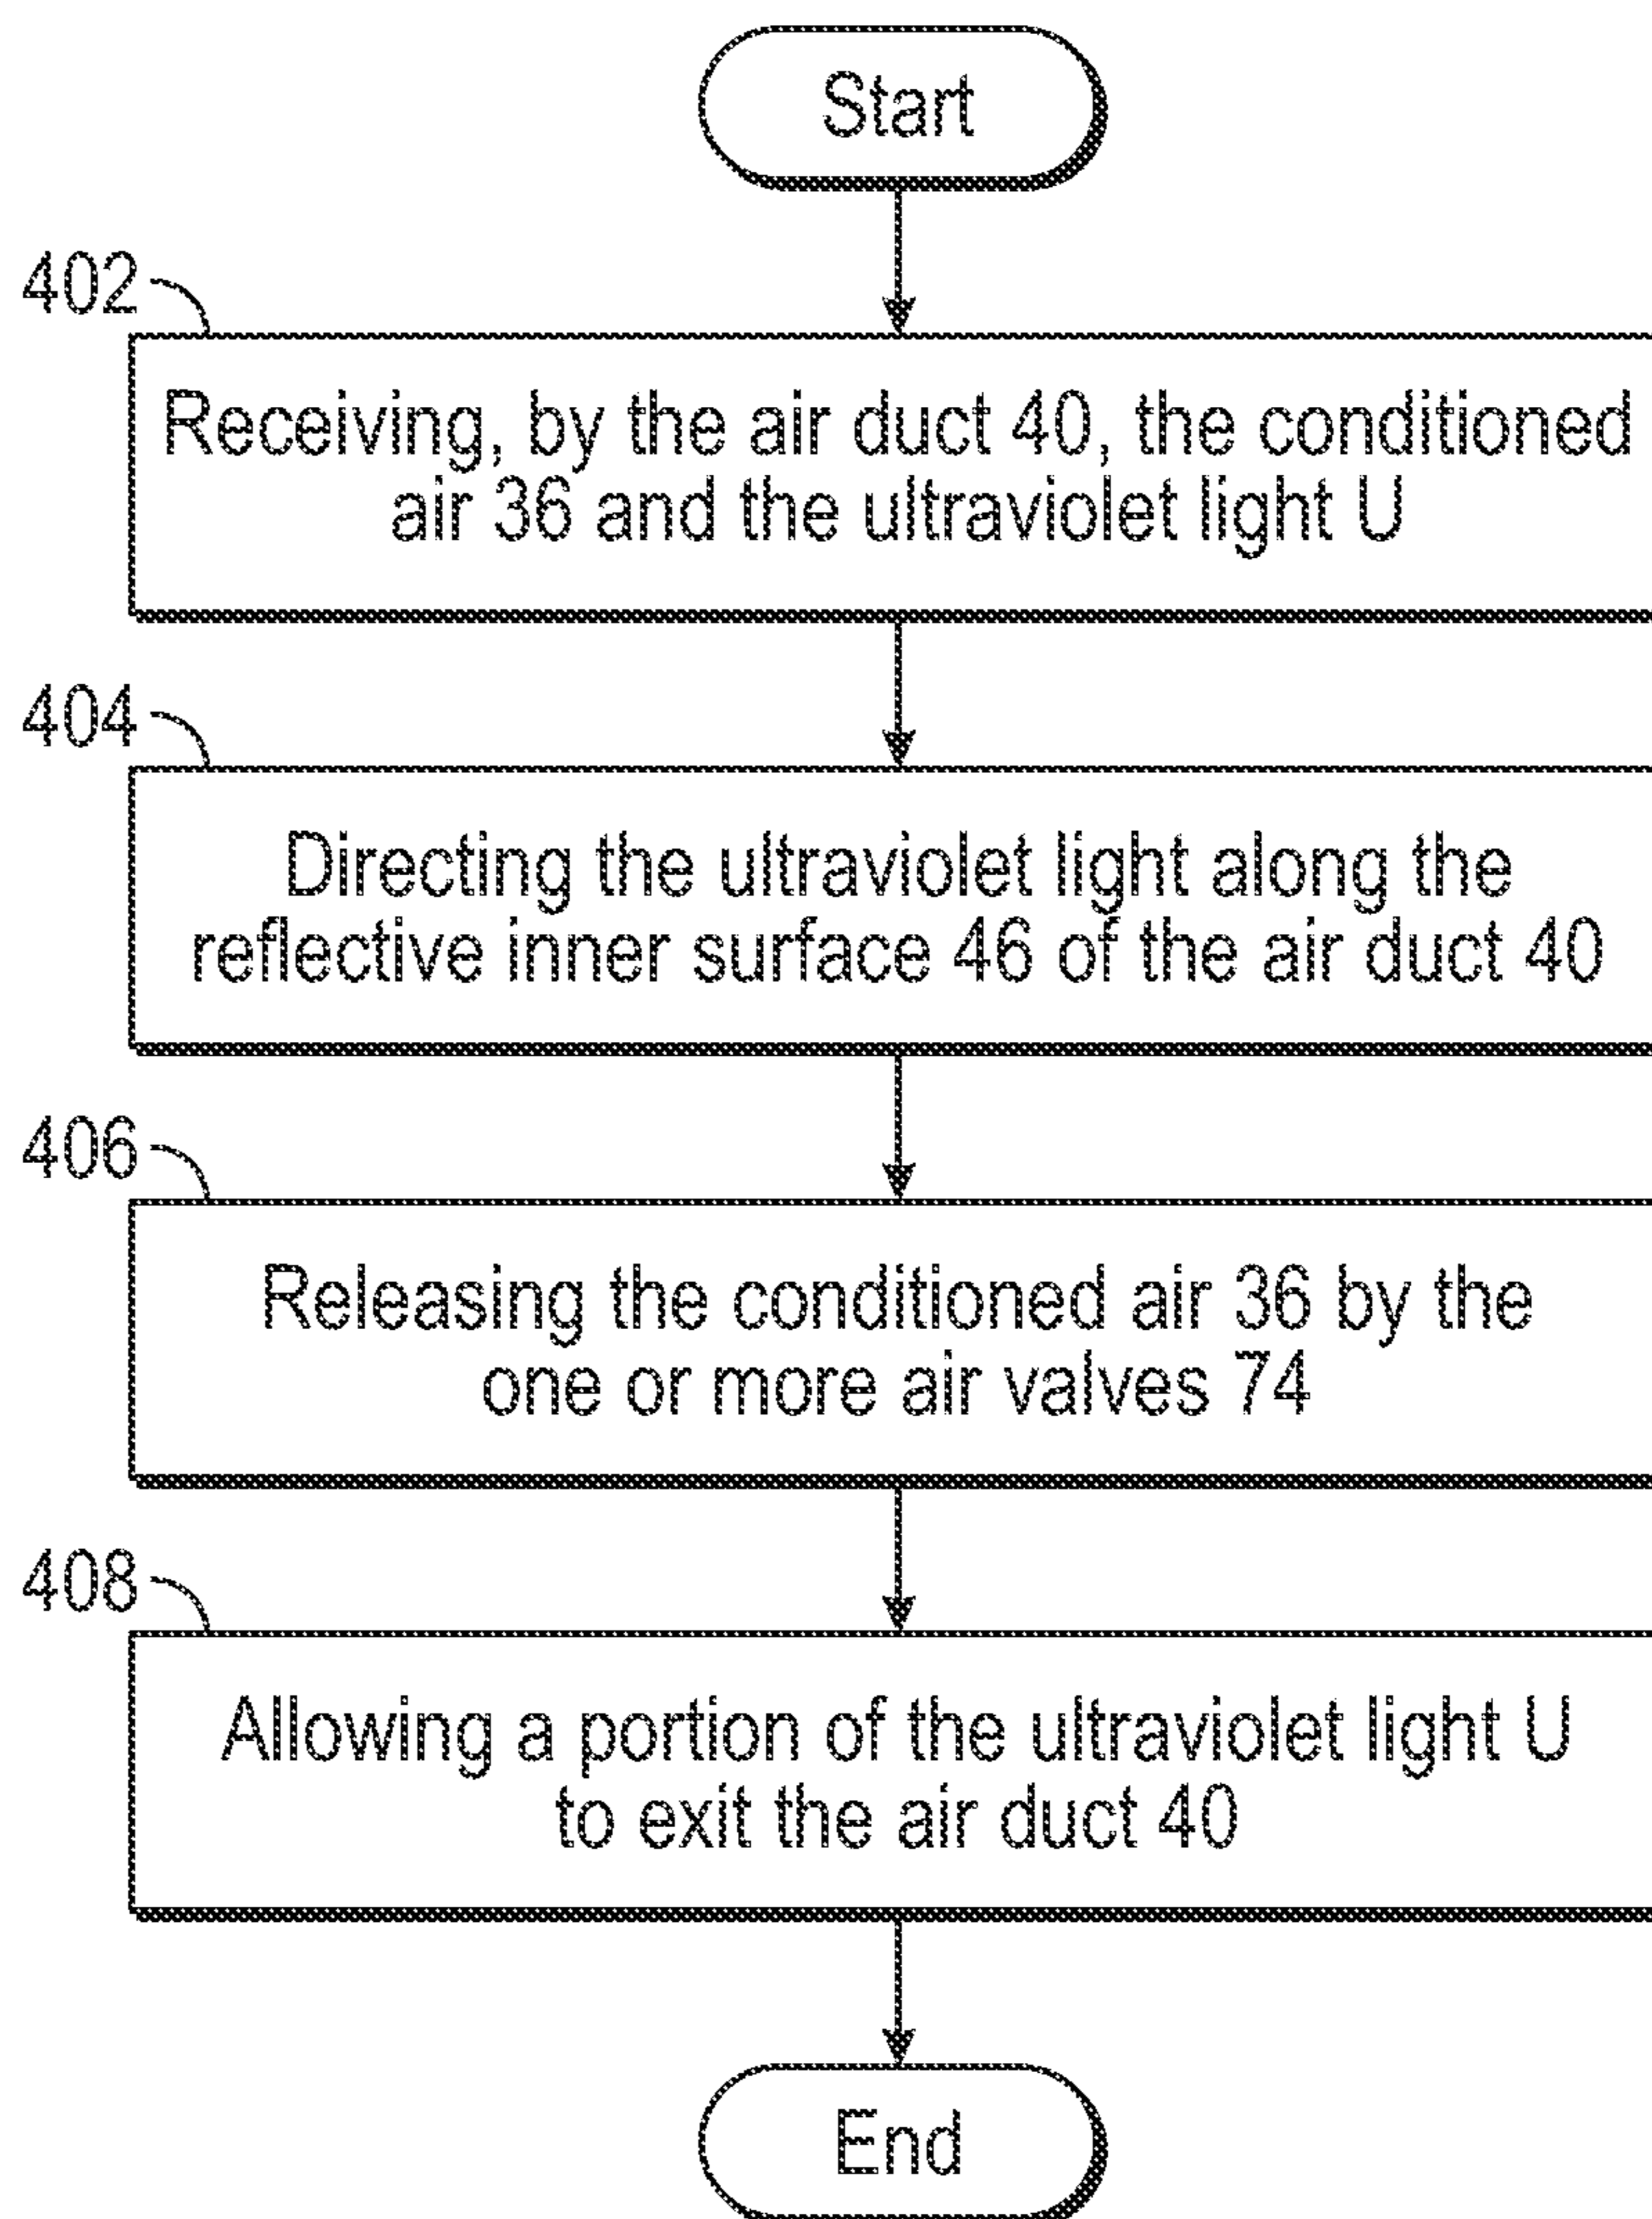 Start
402
Receiving, by the air duct 40, the conditioned
air 36 and the ultraviolet light U
404
Directing the ultraviolet light along the
reflective inner surface 46 of the air duct 40
406
Releasing the conditioned air 36 by the
one or more air valves 74
408
Allowing a portion of the ultraviolet light U
to exit the air duct 40
End